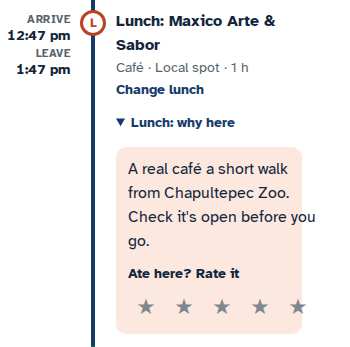 ARRIVE
12:47 pm
LEAVE
1:47 pm
L
Lunch: Maxico Arte &
Sabor
Café · Local spot · 1 h
Change lunch
▼ Lunch: why here
A real café a short walk
from Chapultepec Zoo.
Check it's open before you
go.
Ate here? Rate it
★ ★ ★ ★ ★